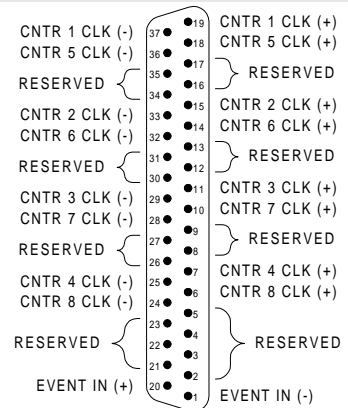 CNTR 1 CLK (-) 37 19 CNTR 1 CLK (+)
CNTR 5 CLK (-) 36 18 CNTR 5 CLK (+)
RESERVED 35 17 RESERVED
34 16
CNTR 2 CLK (-) 33 15 CNTR 2 CLK (+)
CNTR 6 CLK (-) 32 14 CNTR 6 CLK (+)
RESERVED 31 13 RESERVED
30 12
CNTR 3 CLK (-) 29 11 CNTR 3 CLK (+)
CNTR 7 CLK (-) 28 10 CNTR 7 CLK (+)
RESERVED 27 9 RESERVED
26 8
CNTR 4 CLK (-) 25 7 CNTR 4 CLK (+)
CNTR 8 CLK (-) 24 6 CNTR 8 CLK (+)
23 5
RESERVED 22 4 RESERVED
21 3
2
EVENT IN (+) 20 1 EVENT IN (-)